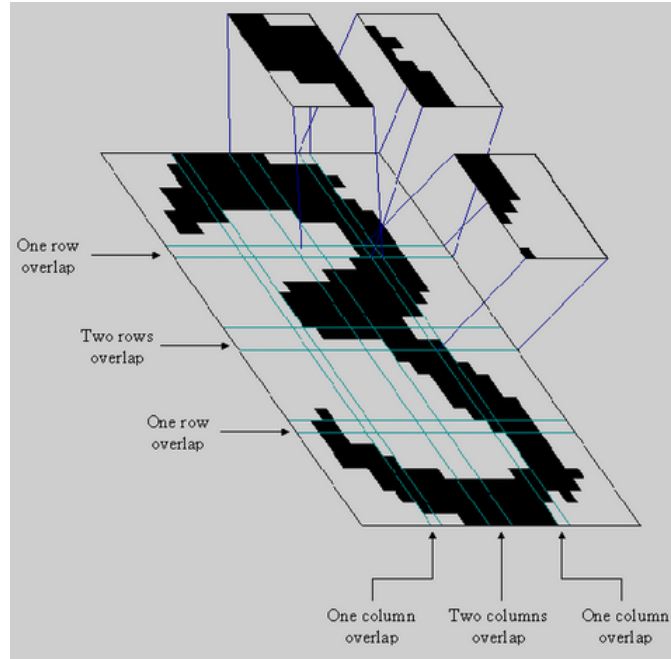 One row
overlap
Two rows
overlap
One row
overlap
One column
overlap
Two columns
overlap
One column
overlap